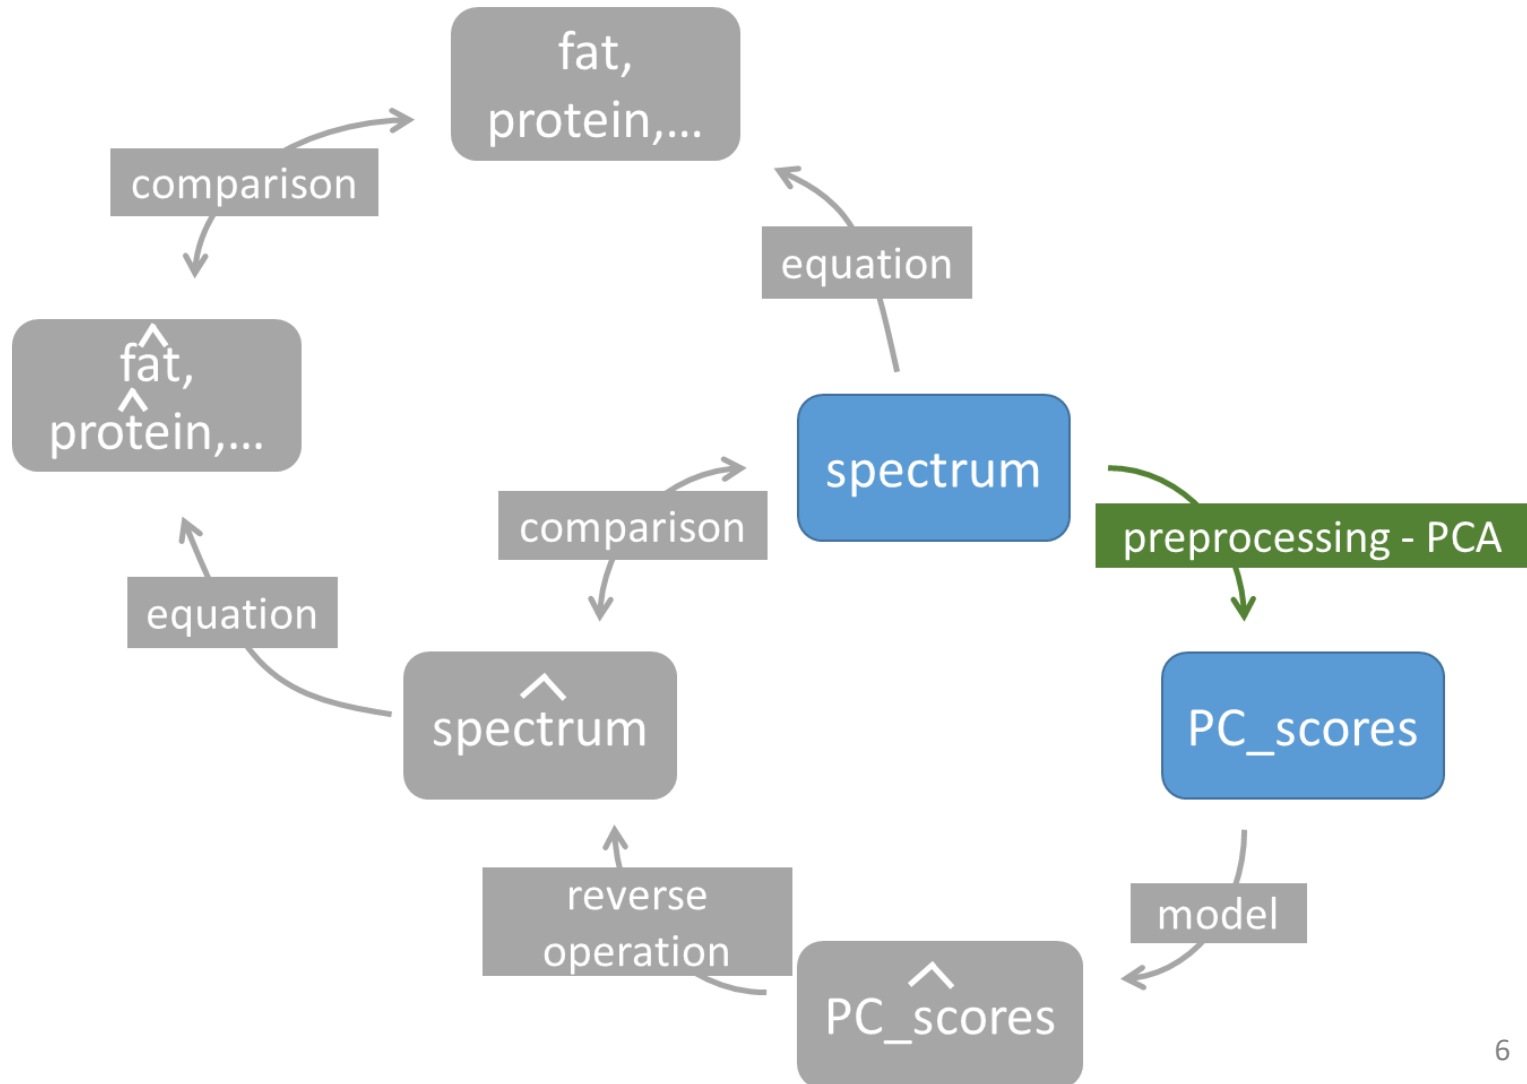 fat,
protein,...
comparison
equation
fat,
protein,...
spectrum
comparison
preprocessing - PCA
equation
spectrum
PC_scores
reverse
operation
model
PC_scores
6